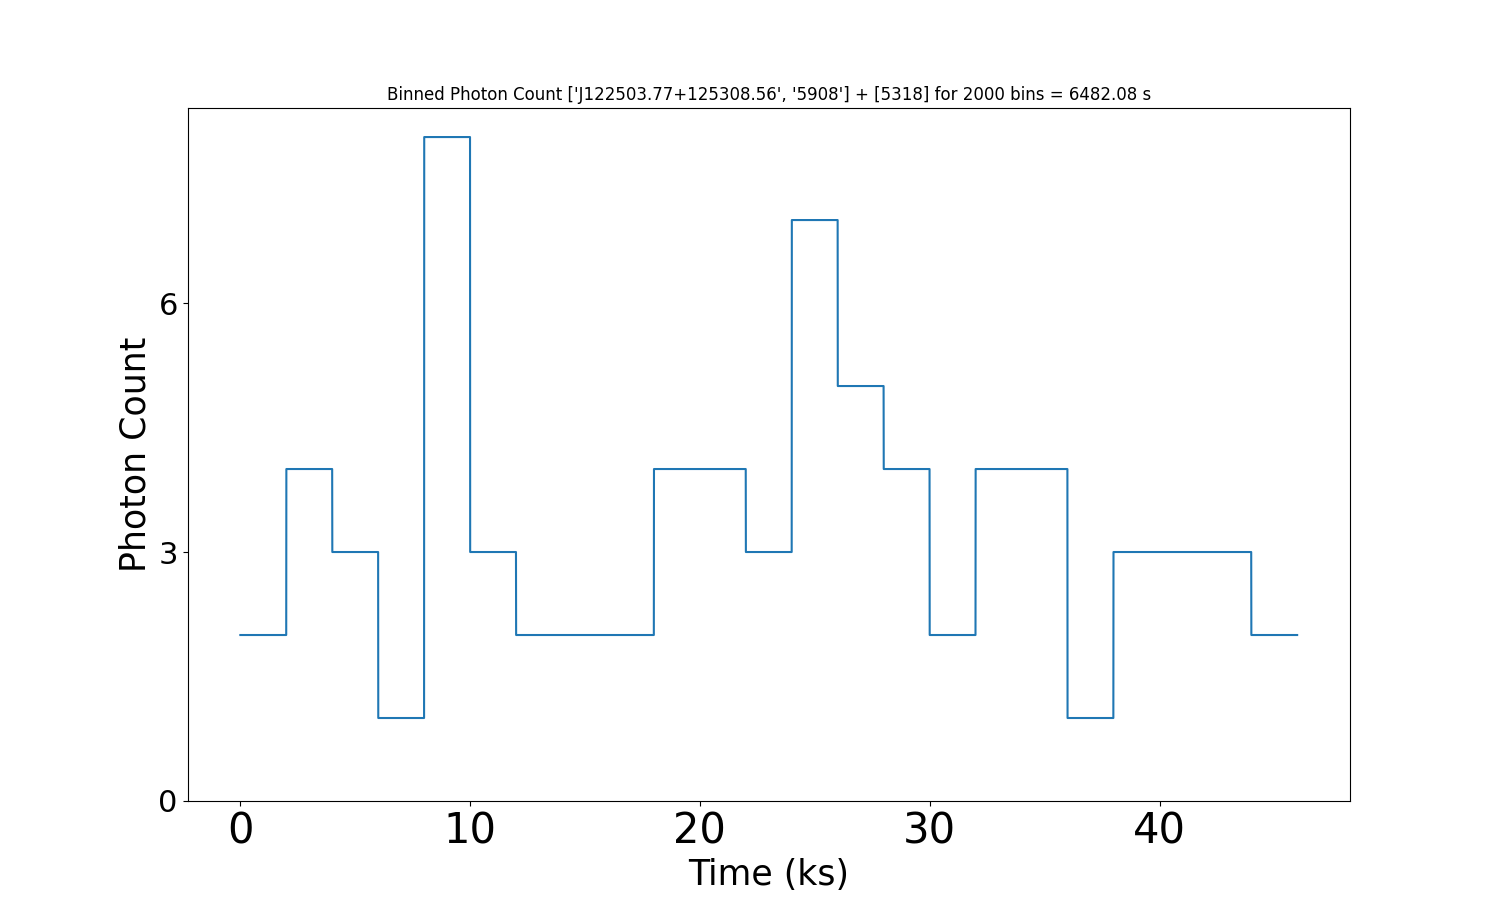 Binned Photon Count ['J122503.77+125308.56', '5908'] + [5318] for 2000 bins = 6482.08 s
6
3
0
Photon Count
0 10 20 30 40
Time (ks)